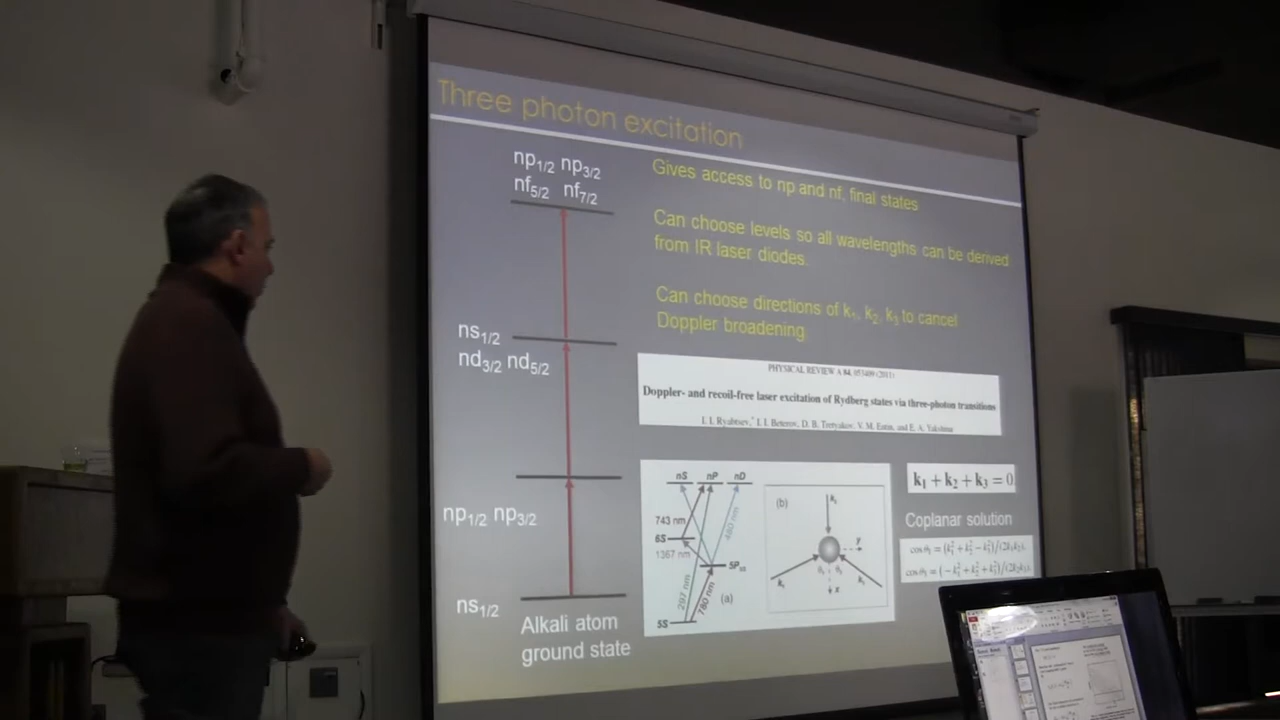 Three photon excitation
np1/2 np3/2
nf5/2 nf7/2
Gives access to np and nf, final states
Can choose levels so all wavelengths can be derived
from IR laser diodes.
Can choose directions of k1, k2, k3 to cancel
Doppler broadening.
ns1/2
nd3/2 nd5/2
PHYSICAL REVIEW A 84, 053409 (2011)
Doppler- and recoil-free laser excitation of Rydberg states via three-photon transitions
I. I. Ryabtsev,* I. I. Beterov, D. B. Tretyakov, V. M. Entin, and E. A. Yakshina
nS nP nD
743 nm
6S
1367 nm
480 nm
5P3/2
297 nm
780 nm
(a)
5S
(b)
y
x
k1 + k2 + k3 = 0
Coplanar solution
np1/2 np3/2
ns1/2
Alkali atom
ground state